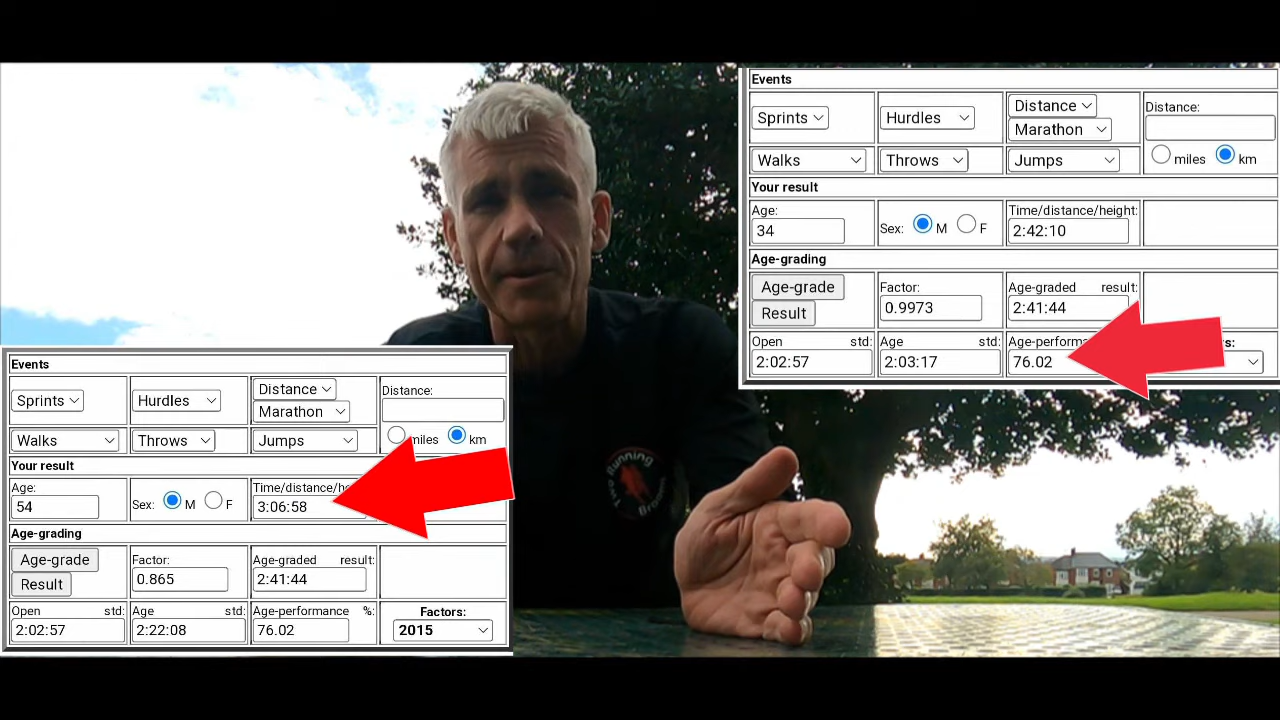 Events
Sprints Hurdles Distance Distance:
Marathon
Walks Throws Jumps miles km
Your result
Age: Time/distance/height:
34 Sex: M F 2:42:10
Age-grading
Age-grade Factor: Age-graded result:
Result 0.9973 2:41:44
Open std: Age std:
2:02:57 2:03:17 76.02
Events
Sprints Hurdles Distance Distance:
Marathon
Walks Throws Jumps km
Your result
Age:
54 Sex: M F 3:06:58
Age-grading
Age-grade Factor: Age-graded result:
Result 0.865 2:41:44
Open std: Age std: Age-performance %: Factors:
2:02:57 2:22:08 76.02 2015
Running